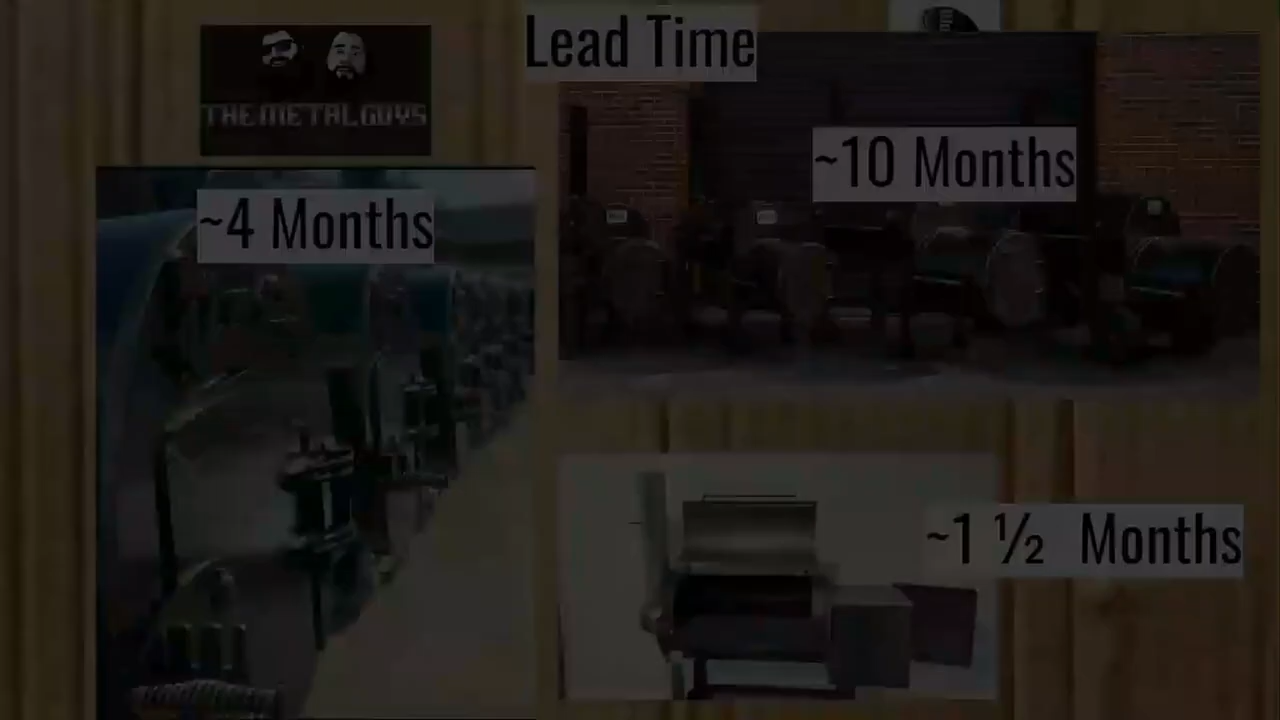 Lead Time
THE METAL GUYS
~10 Months
~4 Months
~1 ½ Months